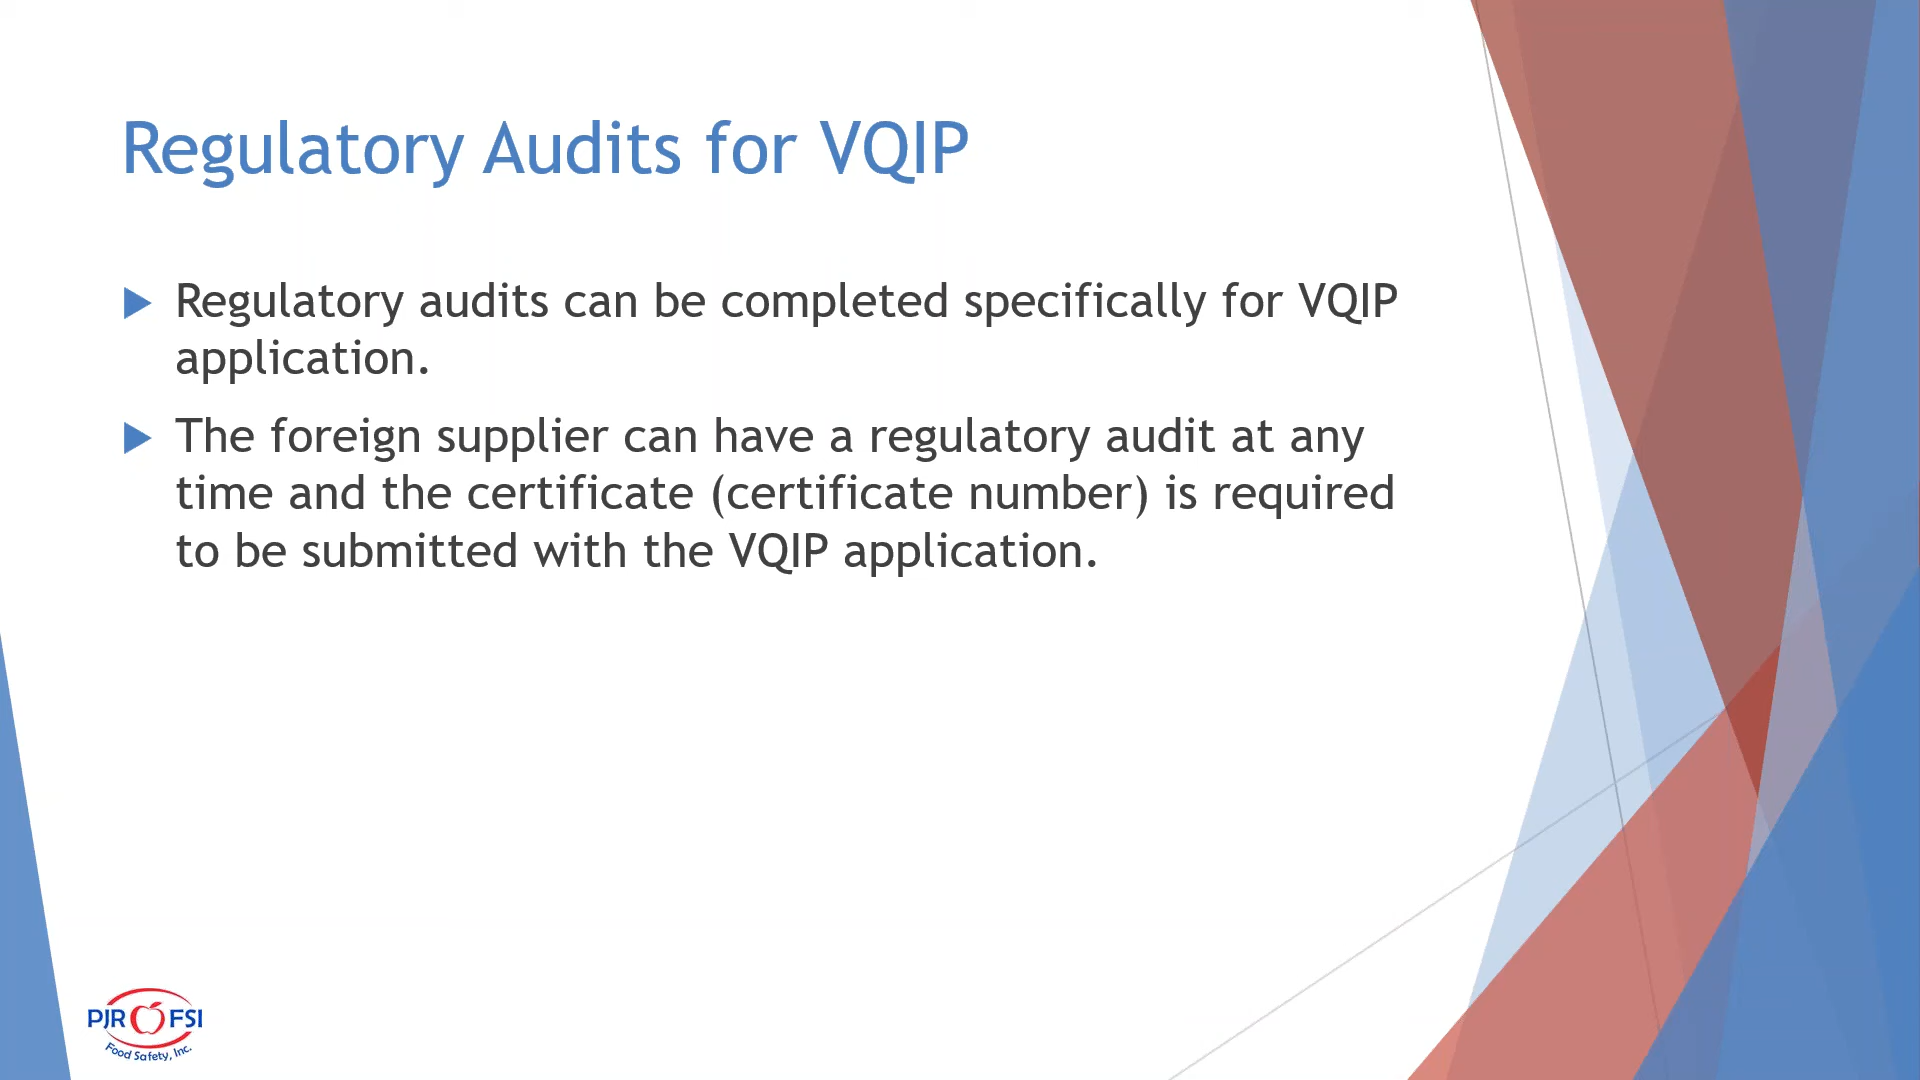 Regulatory Audits for VQIP
Regulatory audits can be completed specifically for VQIP
application.
The foreign supplier can have a regulatory audit at any
time and the certificate (certificate number) is required
to be submitted with the VQIP application.
PJR FSI
Food Safety, Inc.